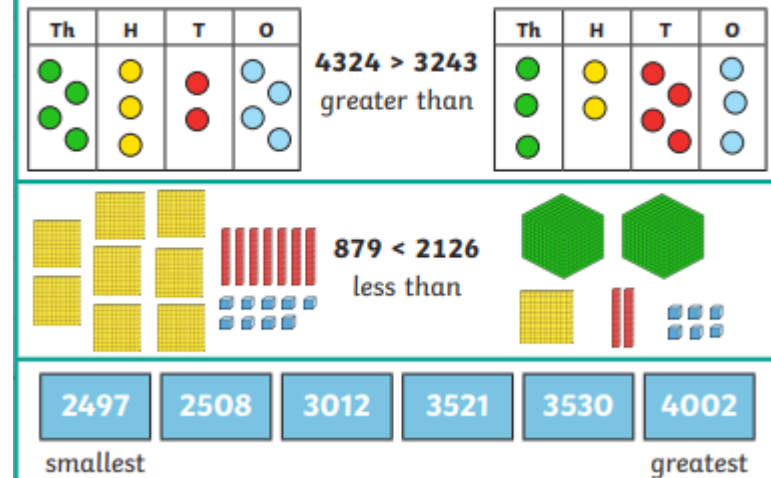 Th H T O
4324 > 3243
greater than
Th H T O
879 < 2126
less than
2497 2508 3012 3521 3530 4002
smallest greatest